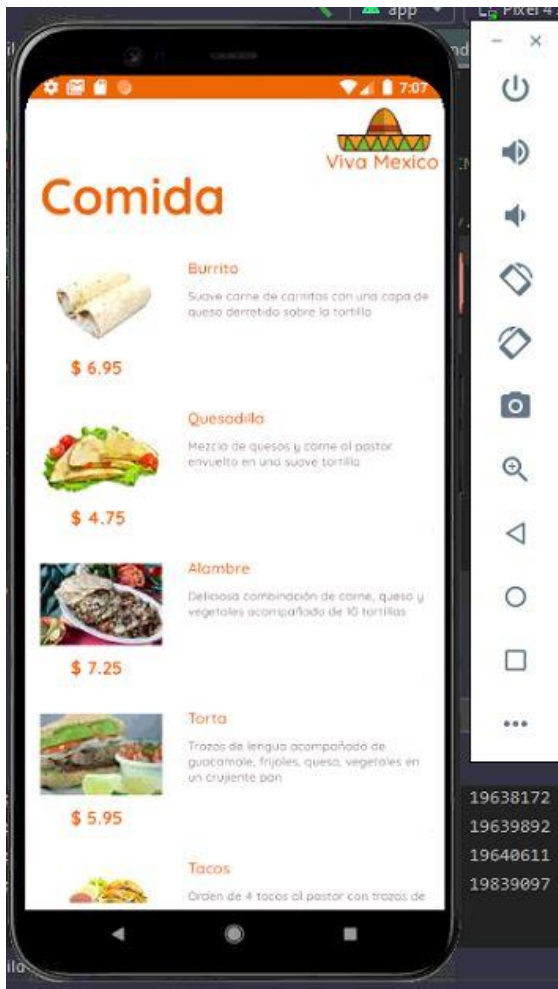 app
Pixel 4
7:07
Viva Mexico
Comida
Burrito
Suave carne de carnitas con una capa de
queso derretido sobre la tortilla
$ 6.95
Quesadilla
Mezcla de quesos y carne al pastor
envuelto en una suave tortilla
$ 4.75
Alambre
Deliciosa combinación de carne, queso y
vegetales acompañado de 10 tortillas
$ 7.25
Torta
Trozos de lengua acompañado de
guacamole, frijoles, queso, vegetales en
un crujiente pan
$ 5.95
Tacos
Orden de 4 tacos al pastor con trozos de
19638172
19639892
19640611
19839097